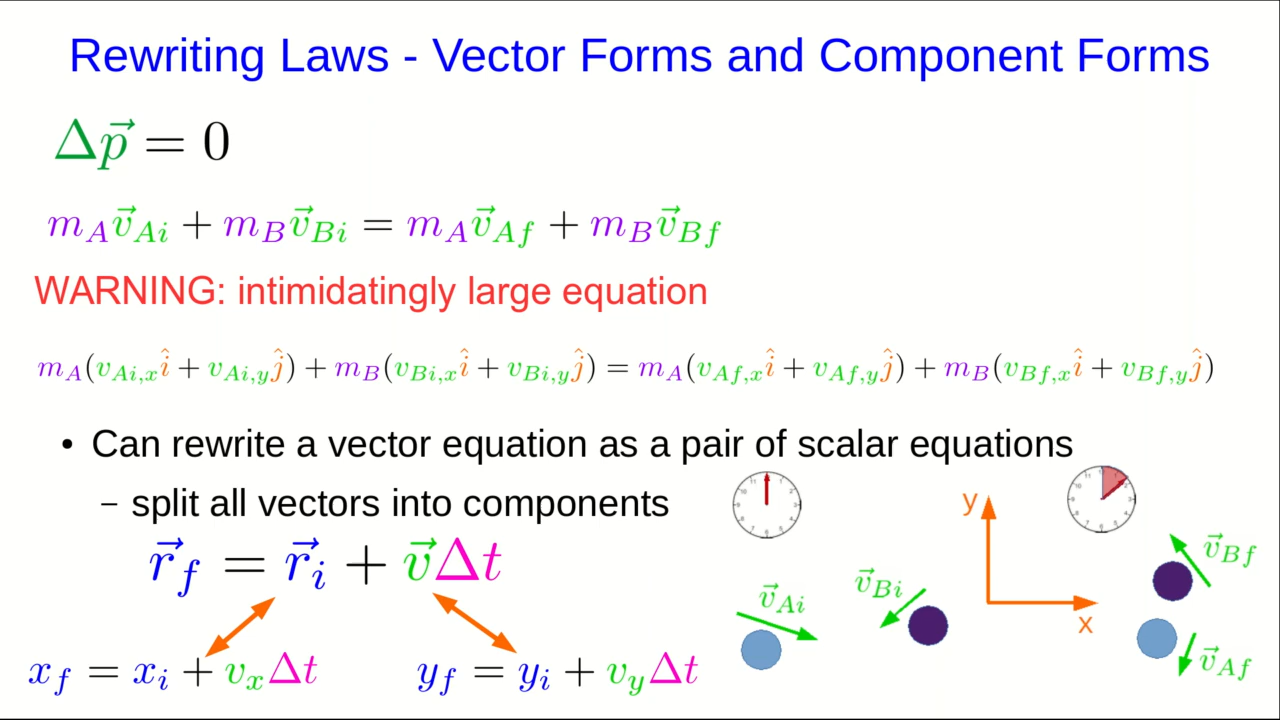 Rewriting Laws - Vector Forms and Component Forms
Δp⃗ = 0
m_A v⃗_Ai + m_B v⃗_Bi = m_A v⃗_Af + m_B v⃗_Bf
WARNING: intimidatingly large equation
m_A(v_Ai,x î + v_Ai,y ĵ) + m_B(v_Bi,x î + v_Bi,y ĵ) = m_A(v_Af,x î + v_Af,y ĵ) + m_B(v_Bf,x î + v_Bf,y ĵ)
• Can rewrite a vector equation as a pair of scalar equations
– split all vectors into components
r⃗_f = r⃗_i + v⃗Δt
x_f = x_i + v_xΔt
y_f = y_i + v_yΔt
v⃗_Ai
v⃗_Bi
y
x
v⃗_Bf
v⃗_Af